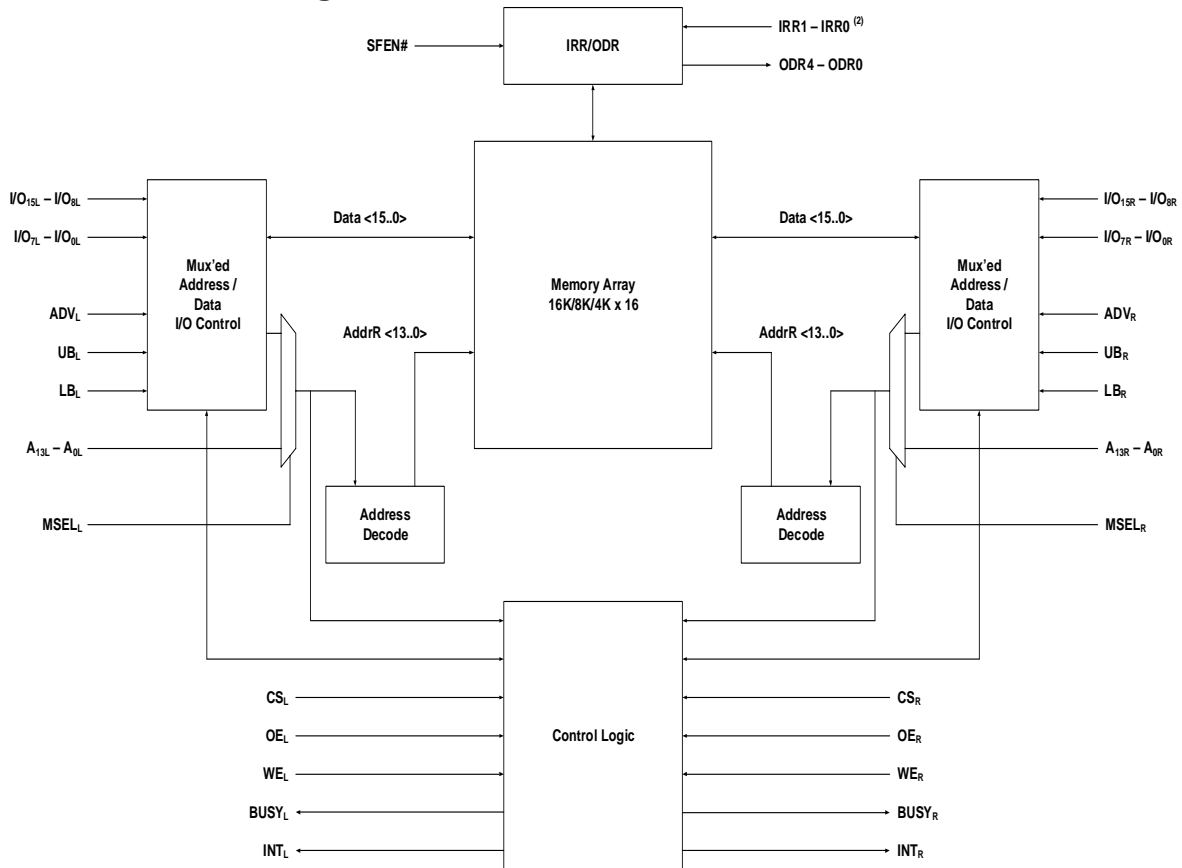 IRR1 – IRR0 (2)
SFEN#
IRR/ODR
ODR4 – ODR0
I/O15L – I/O8L
I/O15R – I/O8R
Data <15..0>
Data <15..0>
I/O7L – I/O0L
I/O7R – I/O0R
Mux'ed
Address /
Data
I/O Control
Memory Array
16K/8K/4K x 16
Mux'ed
Address /
Data
I/O Control
ADVL
ADVR
AddrR <13..0>
AddrR <13..0>
UBL
UBR
LBL
LBR
A13L – A0L
A13R – A0R
Address
Decode
Address
Decode
MSELL
MSELR
CSL
CSR
OEL
Control Logic
OER
WEL
WER
BUSYL
BUSYR
INTL
INTR